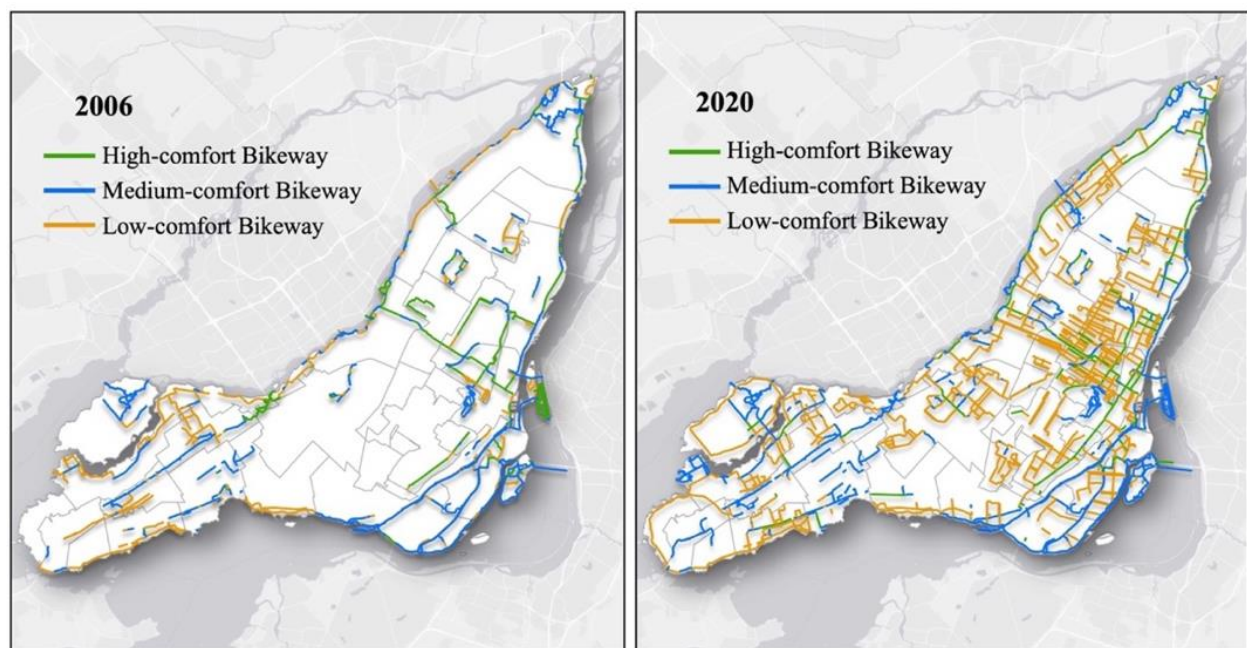 2006
High-comfort Bikeway
Medium-comfort Bikeway
Low-comfort Bikeway
2020
High-comfort Bikeway
Medium-comfort Bikeway
Low-comfort Bikeway